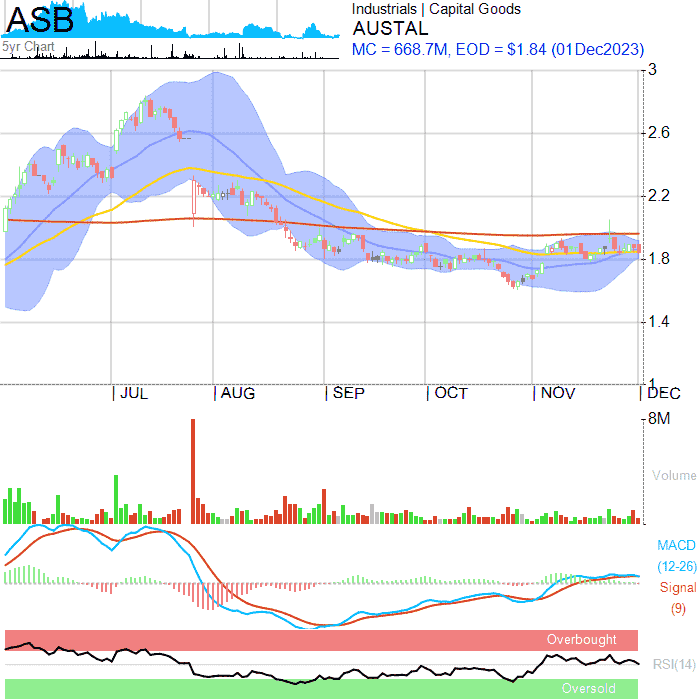 ASB
5yr Chart
Industrials | Capital Goods
AUSTAL
MC = 668.7M, EOD = $1.84 (01Dec2023)
3
2.6
2.2
1.8
1.4
1
| JUL | AUG | SEP | OCT | NOV | DEC
8M
Volume
MACD
(12-26)
Signal
(9)
Overbought
RSI(14)
Oversold